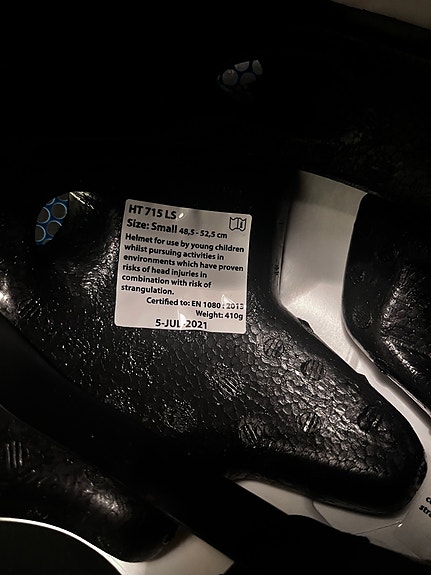 HT 715 LS
Size: Small 48,5 - 52,5 cm
Helmet for use by young children
whilst pursuing activities in
environments which have proven
risks of head injuries in
combination with risk of
strangulation.
Certified to: EN 1080 : 2013
Weight: 410g
5-JUL-2021